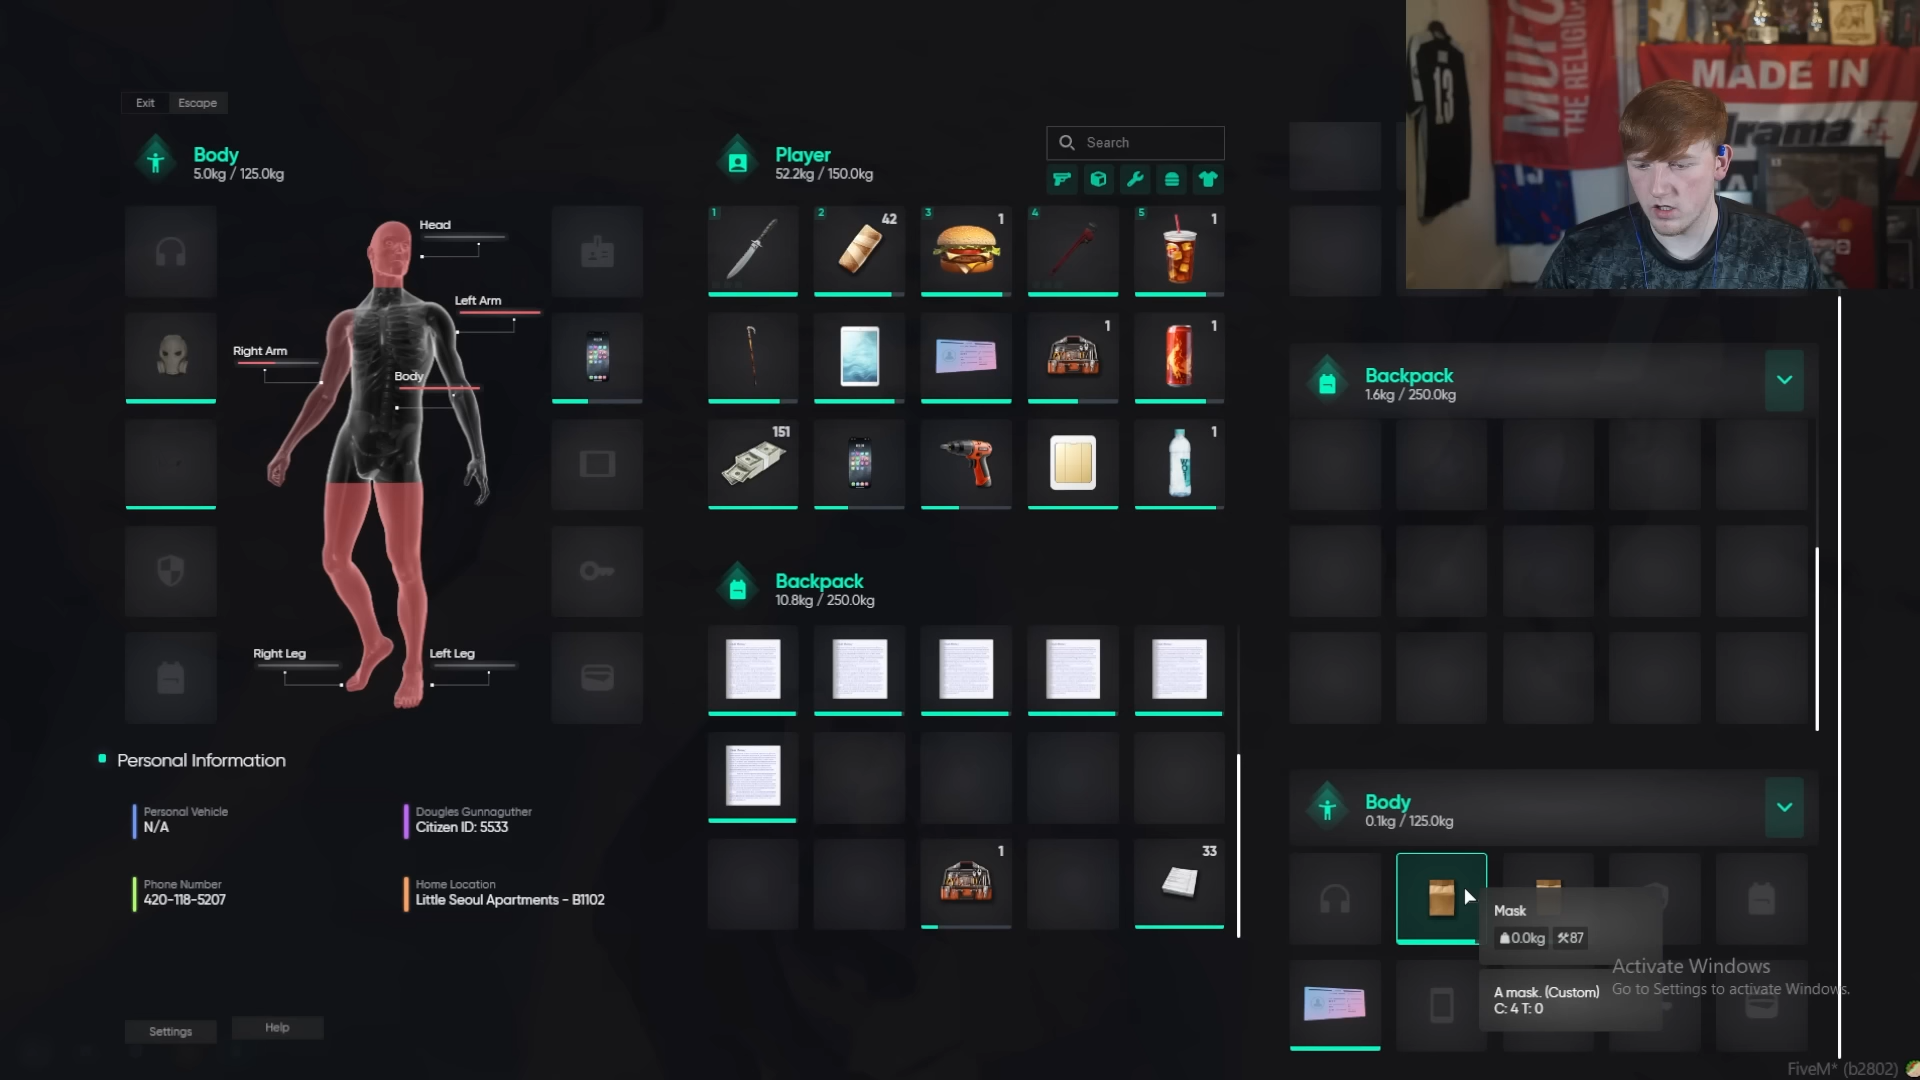 Exit Escape
Body
5.0kg / 125.0kg
Head
Left Arm
Right Arm
Body
Right Leg
Left Leg
Personal Information
Personal Vehicle
N/A
Dougles Gunnaguther
Citizen ID: 5533
Phone Number
420-118-5207
Home Location
Little Seoul Apartments - B1102
Settings
Help
Player
52.2kg / 150.0kg
Search
1
2
42
3
1
4
5
1
1
1
151
1
Backpack
10.8kg / 250.0kg
1
33
MUFC
THE RELIGION
13
MADE IN
Backpack
1.6kg / 250.0kg
Body
0.1kg / 125.0kg
Mask
0.0kg 87
A mask. (Custom)
C: 4 T: 0
Activate Windows
Go to Settings to activate Windows.
FiveM* (b2802)